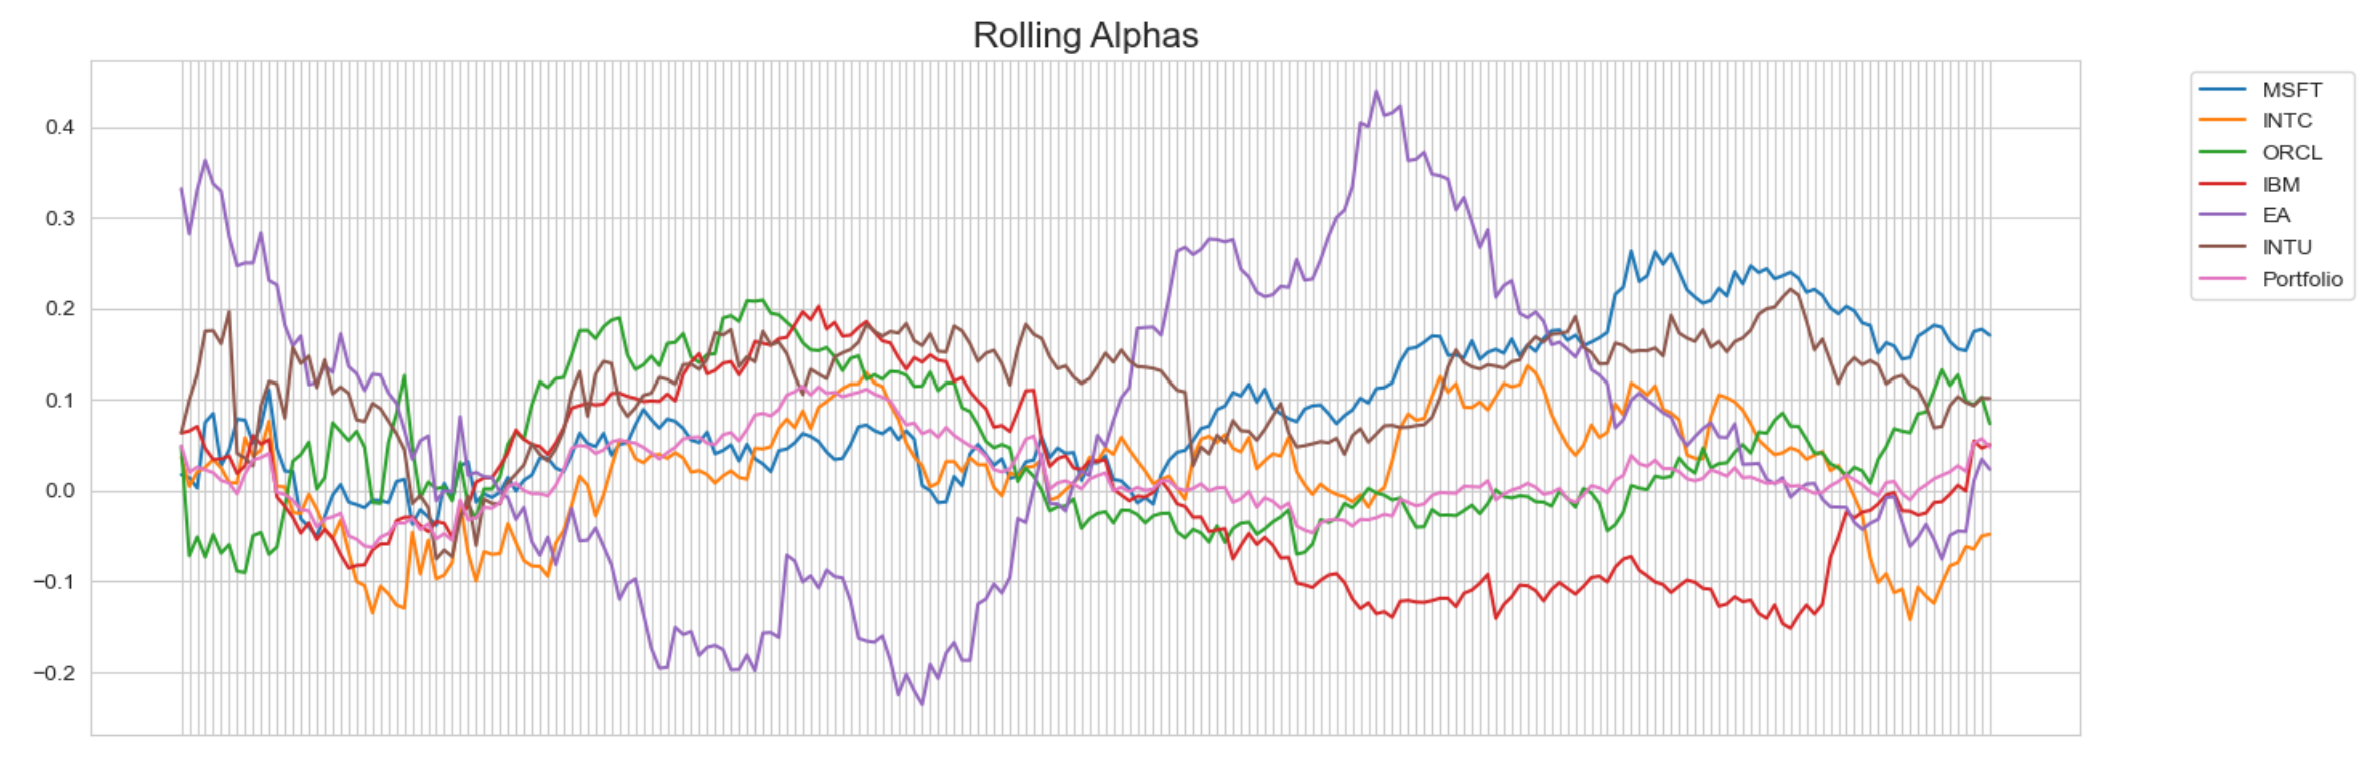 Rolling Alphas
0.4
0.3
0.2
0.1
0.0
−0.1
−0.2
MSFT
INTC
ORCL
IBM
EA
INTU
Portfolio